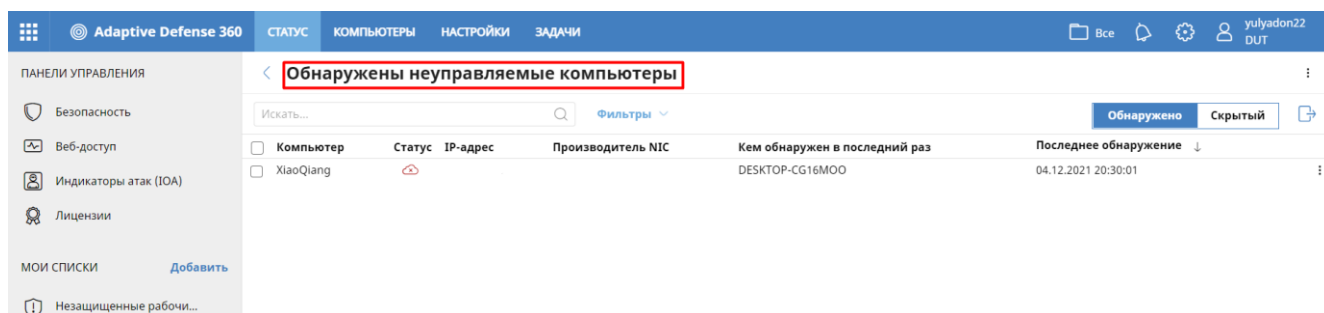 Adaptive Defense 360 СТАТУС КОМПЬЮТЕРЫ НАСТРОЙКИ ЗАДАЧИ Все yulyadon22
DUT
ПАНЕЛИ УПРАВЛЕНИЯ
Обнаружены неуправляемые компьютеры
Безопасность
Искать... Фильтры Обнаружено Скрытый
Веб-доступ
Компьютер Статус IP-адрес Производитель NIC Кем обнаружен в последний раз Последнее обнаружение ↓
XiaoQiang DESKTOP-CG16MOO 04.12.2021 20:30:01
Индикаторы атак (IOA)
Лицензии
МОИ СПИСКИ Добавить
Незащищенные рабочи...